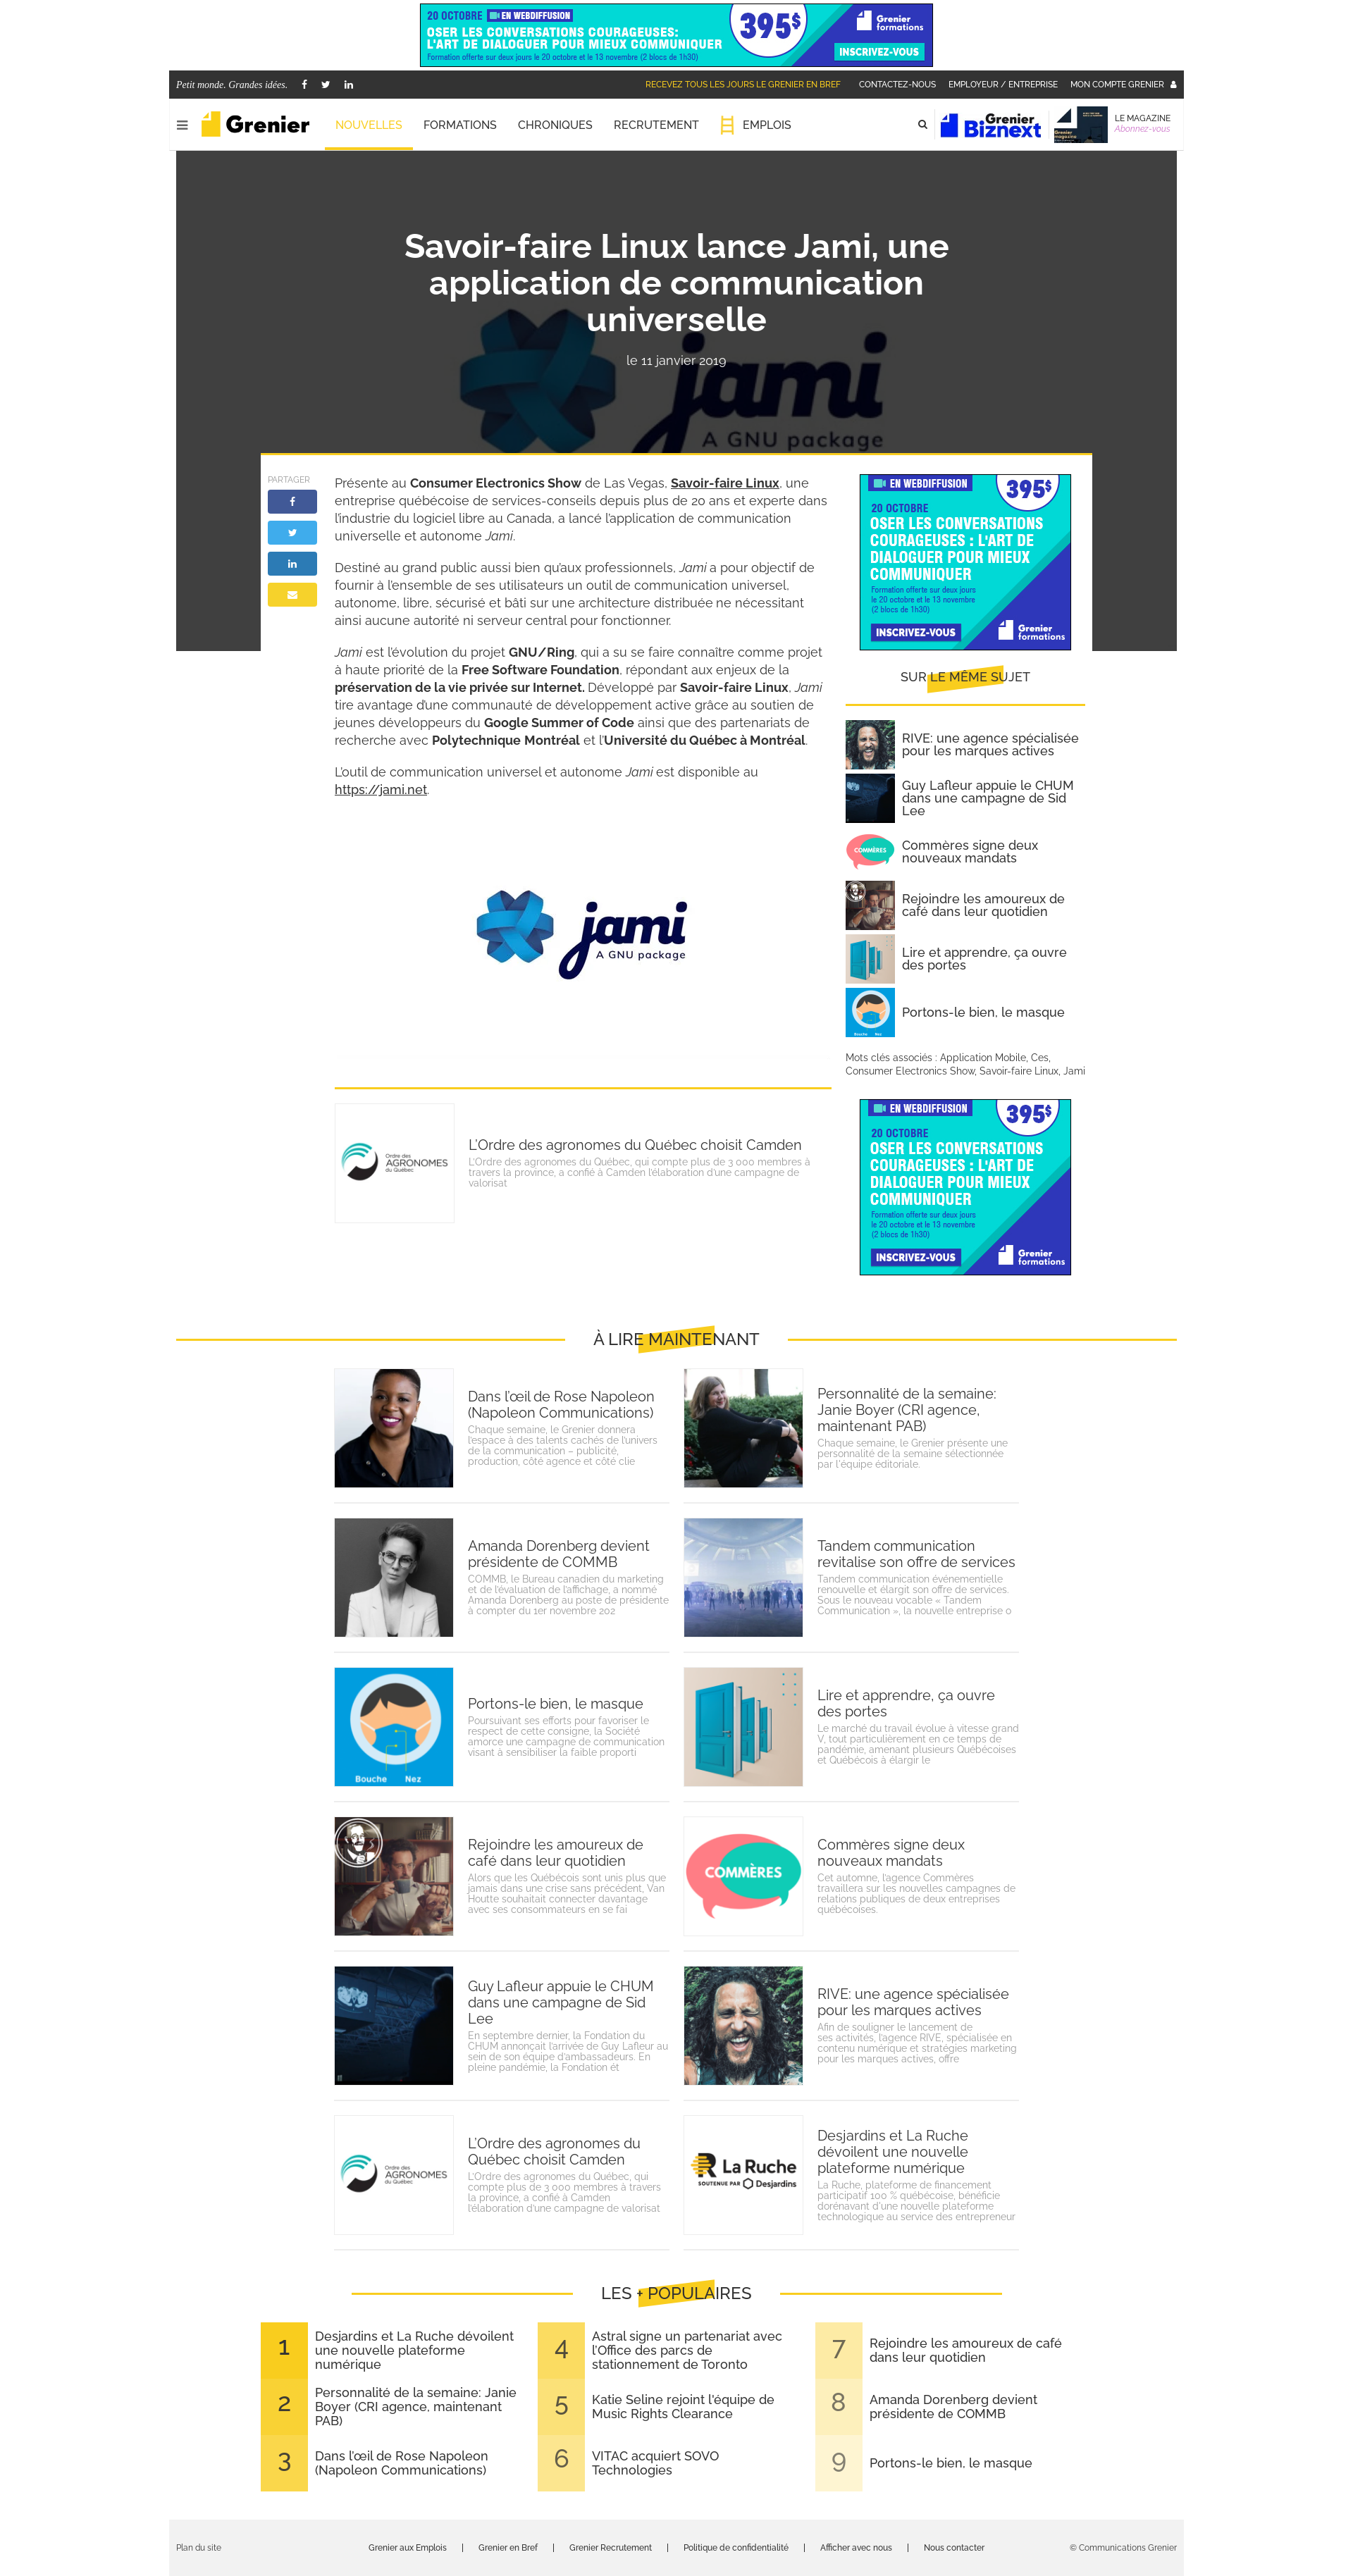 20 OCTOBRE EN WEBDIFFUSION
OSER LES CONVERSATIONS COURAGEUSES:
L'ART DE DIALOGUER POUR MIEUX COMMUNIQUER
Formation offerte sur deux jours le 20 octobre et le 13 novembre (2 blocs de 1h30)
395$
Grenier formations
INSCRIVEZ-VOUS
Petit monde. Grandes idées.
RECEVEZ TOUS LES JOURS LE GRENIER EN BREF
CONTACTEZ-NOUS
EMPLOYEUR / ENTREPRISE
MON COMPTE GRENIER
Grenier
NOUVELLES
FORMATIONS
CHRONIQUES
RECRUTEMENT
EMPLOIS
Grenier
Biznext
LE MAGAZINE
Abonnez-vous
Savoir-faire Linux lance Jami, une
application de communication
universelle
le 11 janvier 2019
jami
A GNU package
PARTAGER
Présente au Consumer Electronics Show de Las Vegas, Savoir-faire Linux, une
entreprise québécoise de services-conseils depuis plus de 20 ans et experte dans
l'industrie du logiciel libre au Canada, a lancé l'application de communication
universelle et autonome Jami.
Destiné au grand public aussi bien qu'aux professionnels, Jami a pour objectif de
fournir à l'ensemble de ses utilisateurs un outil de communication universel,
autonome, libre, sécurisé et bâti sur une architecture distribuée ne nécessitant
ainsi aucune autorité ni serveur central pour fonctionner.
Jami est l'évolution du projet GNU/Ring, qui a su se faire connaître comme projet
à haute priorité de la Free Software Foundation, répondant aux enjeux de la
préservation de la vie privée sur Internet. Développé par Savoir-faire Linux, Jami
tire avantage d'une communauté de développement active grâce au soutien de
jeunes développeurs du Google Summer of Code ainsi que des partenariats de
recherche avec Polytechnique Montréal et l'Université du Québec à Montréal.
L'outil de communication universel et autonome Jami est disponible au
https://jami.net.
jami
A GNU package
EN WEBDIFFUSION
395$
20 OCTOBRE
OSER LES CONVERSATIONS
COURAGEUSES : L'ART DE
DIALOGUER POUR MIEUX
COMMUNIQUER
Formation offerte sur deux jours
le 20 octobre et le 13 novembre
(2 blocs de 1h30)
INSCRIVEZ-VOUS
Grenier formations
SUR LE MÊME SUJET
RIVE: une agence spécialisée
pour les marques actives
Guy Lafleur appuie le CHUM
dans une campagne de Sid
Lee
COMMÈRES
Commères signe deux
nouveaux mandats
Rejoindre les amoureux de
café dans leur quotidien
Lire et apprendre, ça ouvre
des portes
Bouche Nez
Portons-le bien, le masque
Mots clés associés : Application Mobile, Ces,
Consumer Electronics Show, Savoir-faire Linux, Jami
EN WEBDIFFUSION
395$
20 OCTOBRE
OSER LES CONVERSATIONS
COURAGEUSES : L'ART DE
DIALOGUER POUR MIEUX
COMMUNIQUER
Formation offerte sur deux jours
le 20 octobre et le 13 novembre
(2 blocs de 1h30)
INSCRIVEZ-VOUS
Grenier formations
Ordre des
AGRONOMES
du Québec
L'Ordre des agronomes du Québec choisit Camden
L'Ordre des agronomes du Québec, qui compte plus de 3 000 membres à
travers la province, a confié à Camden l'élaboration d'une campagne de
valorisat
À LIRE MAINTENANT
Dans l'œil de Rose Napoleon
(Napoleon Communications)
Chaque semaine, le Grenier donnera
l'espace à des talents cachés de l'univers
de la communication – publicité,
production, côté agence et côté clie
Personnalité de la semaine:
Janie Boyer (CRI agence,
maintenant PAB)
Chaque semaine, le Grenier présente une
personnalité de la semaine sélectionnée
par l'équipe éditoriale.
Amanda Dorenberg devient
présidente de COMMB
COMMB, le Bureau canadien du marketing
et de l'évaluation de l'affichage, a nommé
Amanda Dorenberg au poste de présidente
à compter du 1er novembre 202
Tandem communication
revitalise son offre de services
Tandem communication événementielle
renouvelle et élargit son offre de services.
Sous le nouveau vocable « Tandem
Communication », la nouvelle entreprise o
Bouche Nez
Portons-le bien, le masque
Poursuivant ses efforts pour favoriser le
respect de cette consigne, la Société
amorce une campagne de communication
visant à sensibiliser la faible proporti
Lire et apprendre, ça ouvre
des portes
Le marché du travail évolue à vitesse grand
V, tout particulièrement en ce temps de
pandémie, amenant plusieurs Québécoises
et Québécois à élargir le
Rejoindre les amoureux de
café dans leur quotidien
Alors que les Québécois sont unis plus que
jamais dans une crise sans précédent, Van
Houtte souhaitait connecter davantage
avec ses consommateurs en se fai
COMMÈRES
Commères signe deux
nouveaux mandats
Cet automne, l'agence Commères
travaillera sur les nouvelles campagnes de
relations publiques de deux entreprises
québécoises.
Guy Lafleur appuie le CHUM
dans une campagne de Sid
Lee
En septembre dernier, la Fondation du
CHUM annonçait l'arrivée de Guy Lafleur au
sein de son équipe d'ambassadeurs. En
pleine pandémie, la Fondation ét
RIVE: une agence spécialisée
pour les marques actives
Afin de souligner le lancement de
ses activités, l'agence RIVE, spécialisée en
contenu numérique et stratégies marketing
pour les marques actives, offre
Ordre des
AGRONOMES
du Québec
L'Ordre des agronomes du
Québec choisit Camden
L'Ordre des agronomes du Québec, qui
compte plus de 3 000 membres à travers
la province, a confié à Camden
l'élaboration d'une campagne de valorisat
La Ruche
SOUTENUE PAR Desjardins
Desjardins et La Ruche
dévoilent une nouvelle
plateforme numérique
La Ruche, plateforme de financement
participatif 100 % québécoise, bénéficie
dorénavant d'une nouvelle plateforme
technologique au service des entrepreneur
LES + POPULAIRES
1
Desjardins et La Ruche dévoilent
une nouvelle plateforme
numérique
2
Personnalité de la semaine: Janie
Boyer (CRI agence, maintenant
PAB)
3
Dans l'œil de Rose Napoleon
(Napoleon Communications)
4
Astral signe un partenariat avec
l'Office des parcs de
stationnement de Toronto
5
Katie Seline rejoint l'équipe de
Music Rights Clearance
6
VITAC acquiert SOVO
Technologies
7
Rejoindre les amoureux de café
dans leur quotidien
8
Amanda Dorenberg devient
présidente de COMMB
9
Portons-le bien, le masque
Plan du site
Grenier aux Emplois | Grenier en Bref | Grenier Recrutement | Politique de confidentialité | Afficher avec nous | Nous contacter
© Communications Grenier